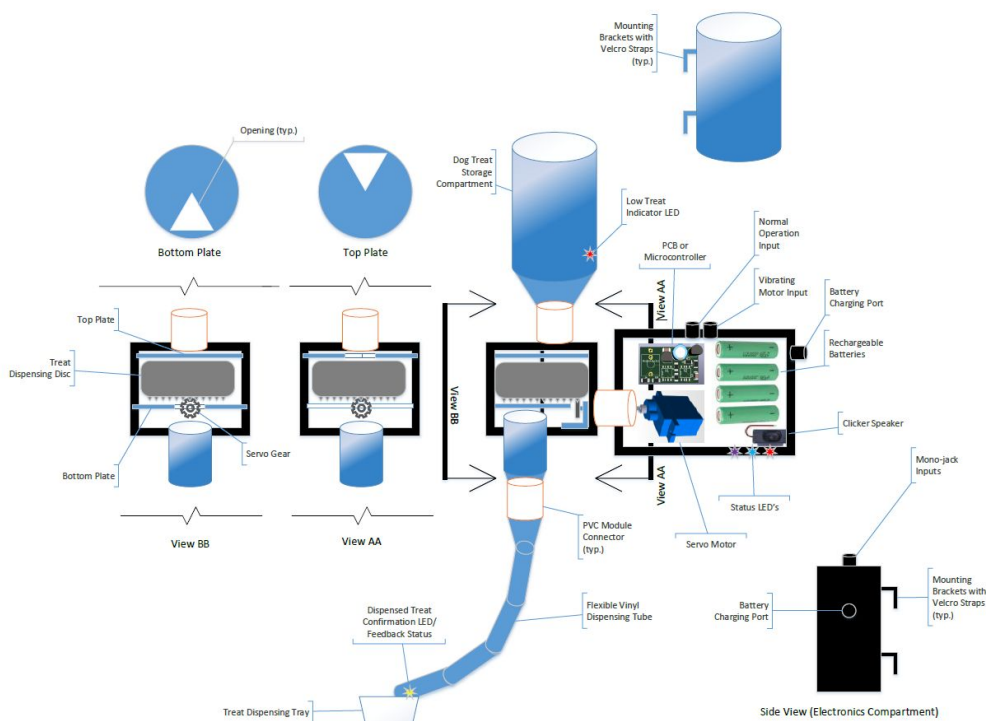 Mounting
Brackets with
Velcro Straps
(typ.)
Opening (typ.)
Dog Treat
Storage
Compartment
Low Treat
Indicator LED
Normal
Operation
Input
PCB or
Microcontroller
Vibrating
Motor Input
Battery
Charging Port
Bottom Plate
Top Plate
View AA
Top Plate
Treat
Dispensing Disc
View BB
Rechargeable
Batteries
Clicker Speaker
Servo Gear
Bottom Plate
View AA
Mono-jack
Inputs
Status LED's
PVC Module
Connector
(typ.)
Servo Motor
View BB
View AA
Mounting
Brackets with
Velcro Straps
(typ.)
Battery
Charging Port
Dispensed Treat
Confirmation LED/
Feedback Status
Flexible Vinyl
Dispensing Tube
Treat Dispensing Tray
Side View (Electronics Compartment)